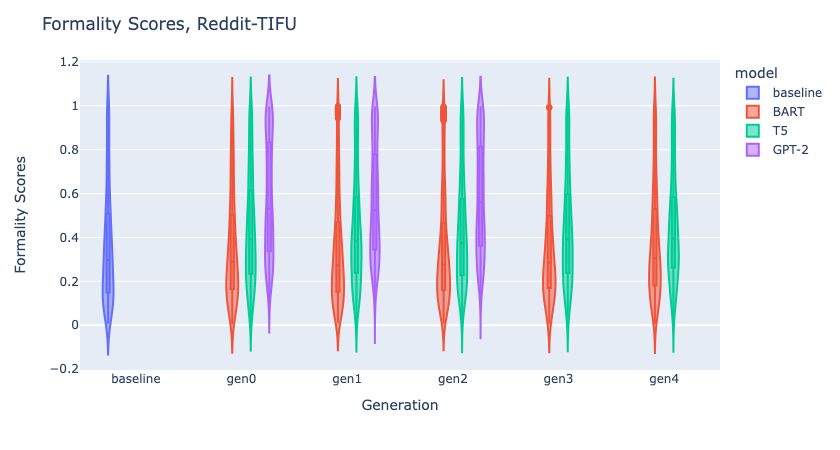 Formality Scores, Reddit-TIFU
1.2
1
0.8
0.6
0.4
0.2
0
−0.2
Formality Scores
baseline
gen0
gen1
gen2
gen3
gen4
Generation
model
baseline
BART
T5
GPT-2